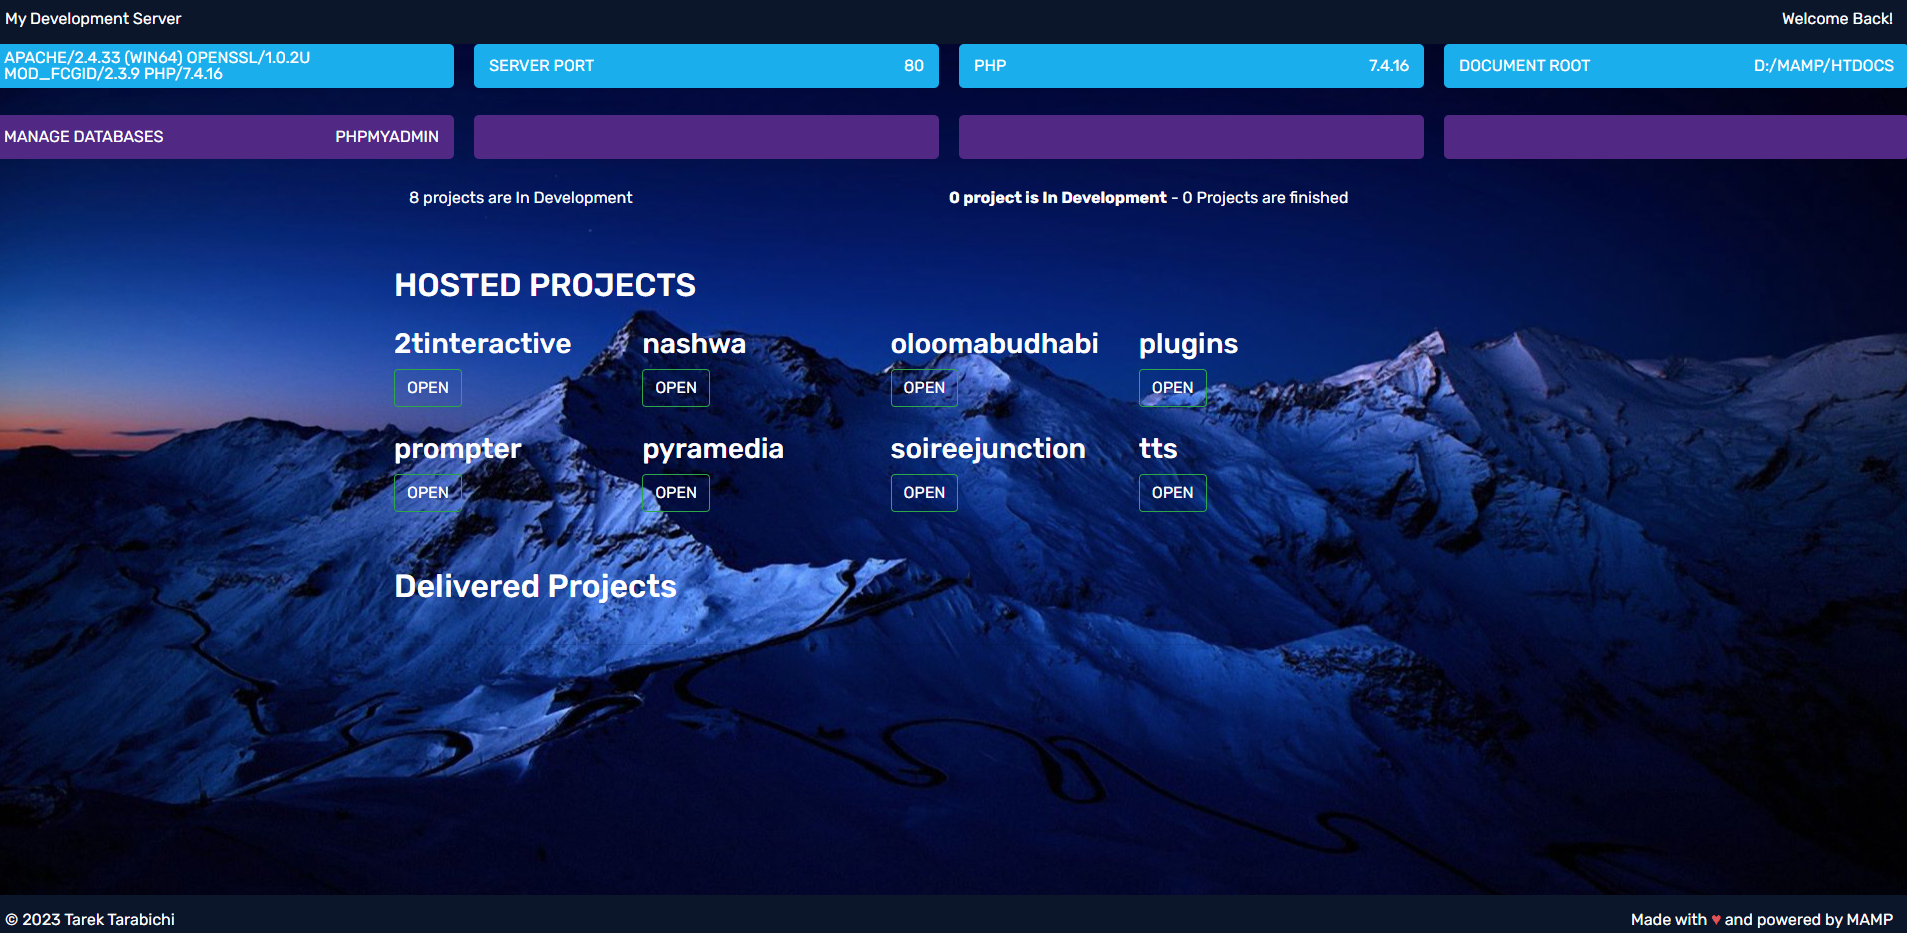 My Development Server
Welcome Back!
APACHE/2.4.33 (WIN64) OPENSSL/1.0.2U
MOD_FCGID/2.3.9 PHP/7.4.16
SERVER PORT 80
PHP 7.4.16
DOCUMENT ROOT D:/MAMP/HTDOCS
MANAGE DATABASES PHPMYADMIN
8 projects are In Development
0 project is In Development - 0 Projects are finished
HOSTED PROJECTS
2tinteractive
OPEN
nashwa
OPEN
oloomabudhabi
OPEN
plugins
OPEN
prompter
OPEN
pyramedia
OPEN
soireejunction
OPEN
tts
OPEN
Delivered Projects
© 2023 Tarek Tarabichi
Made with ♥ and powered by MAMP